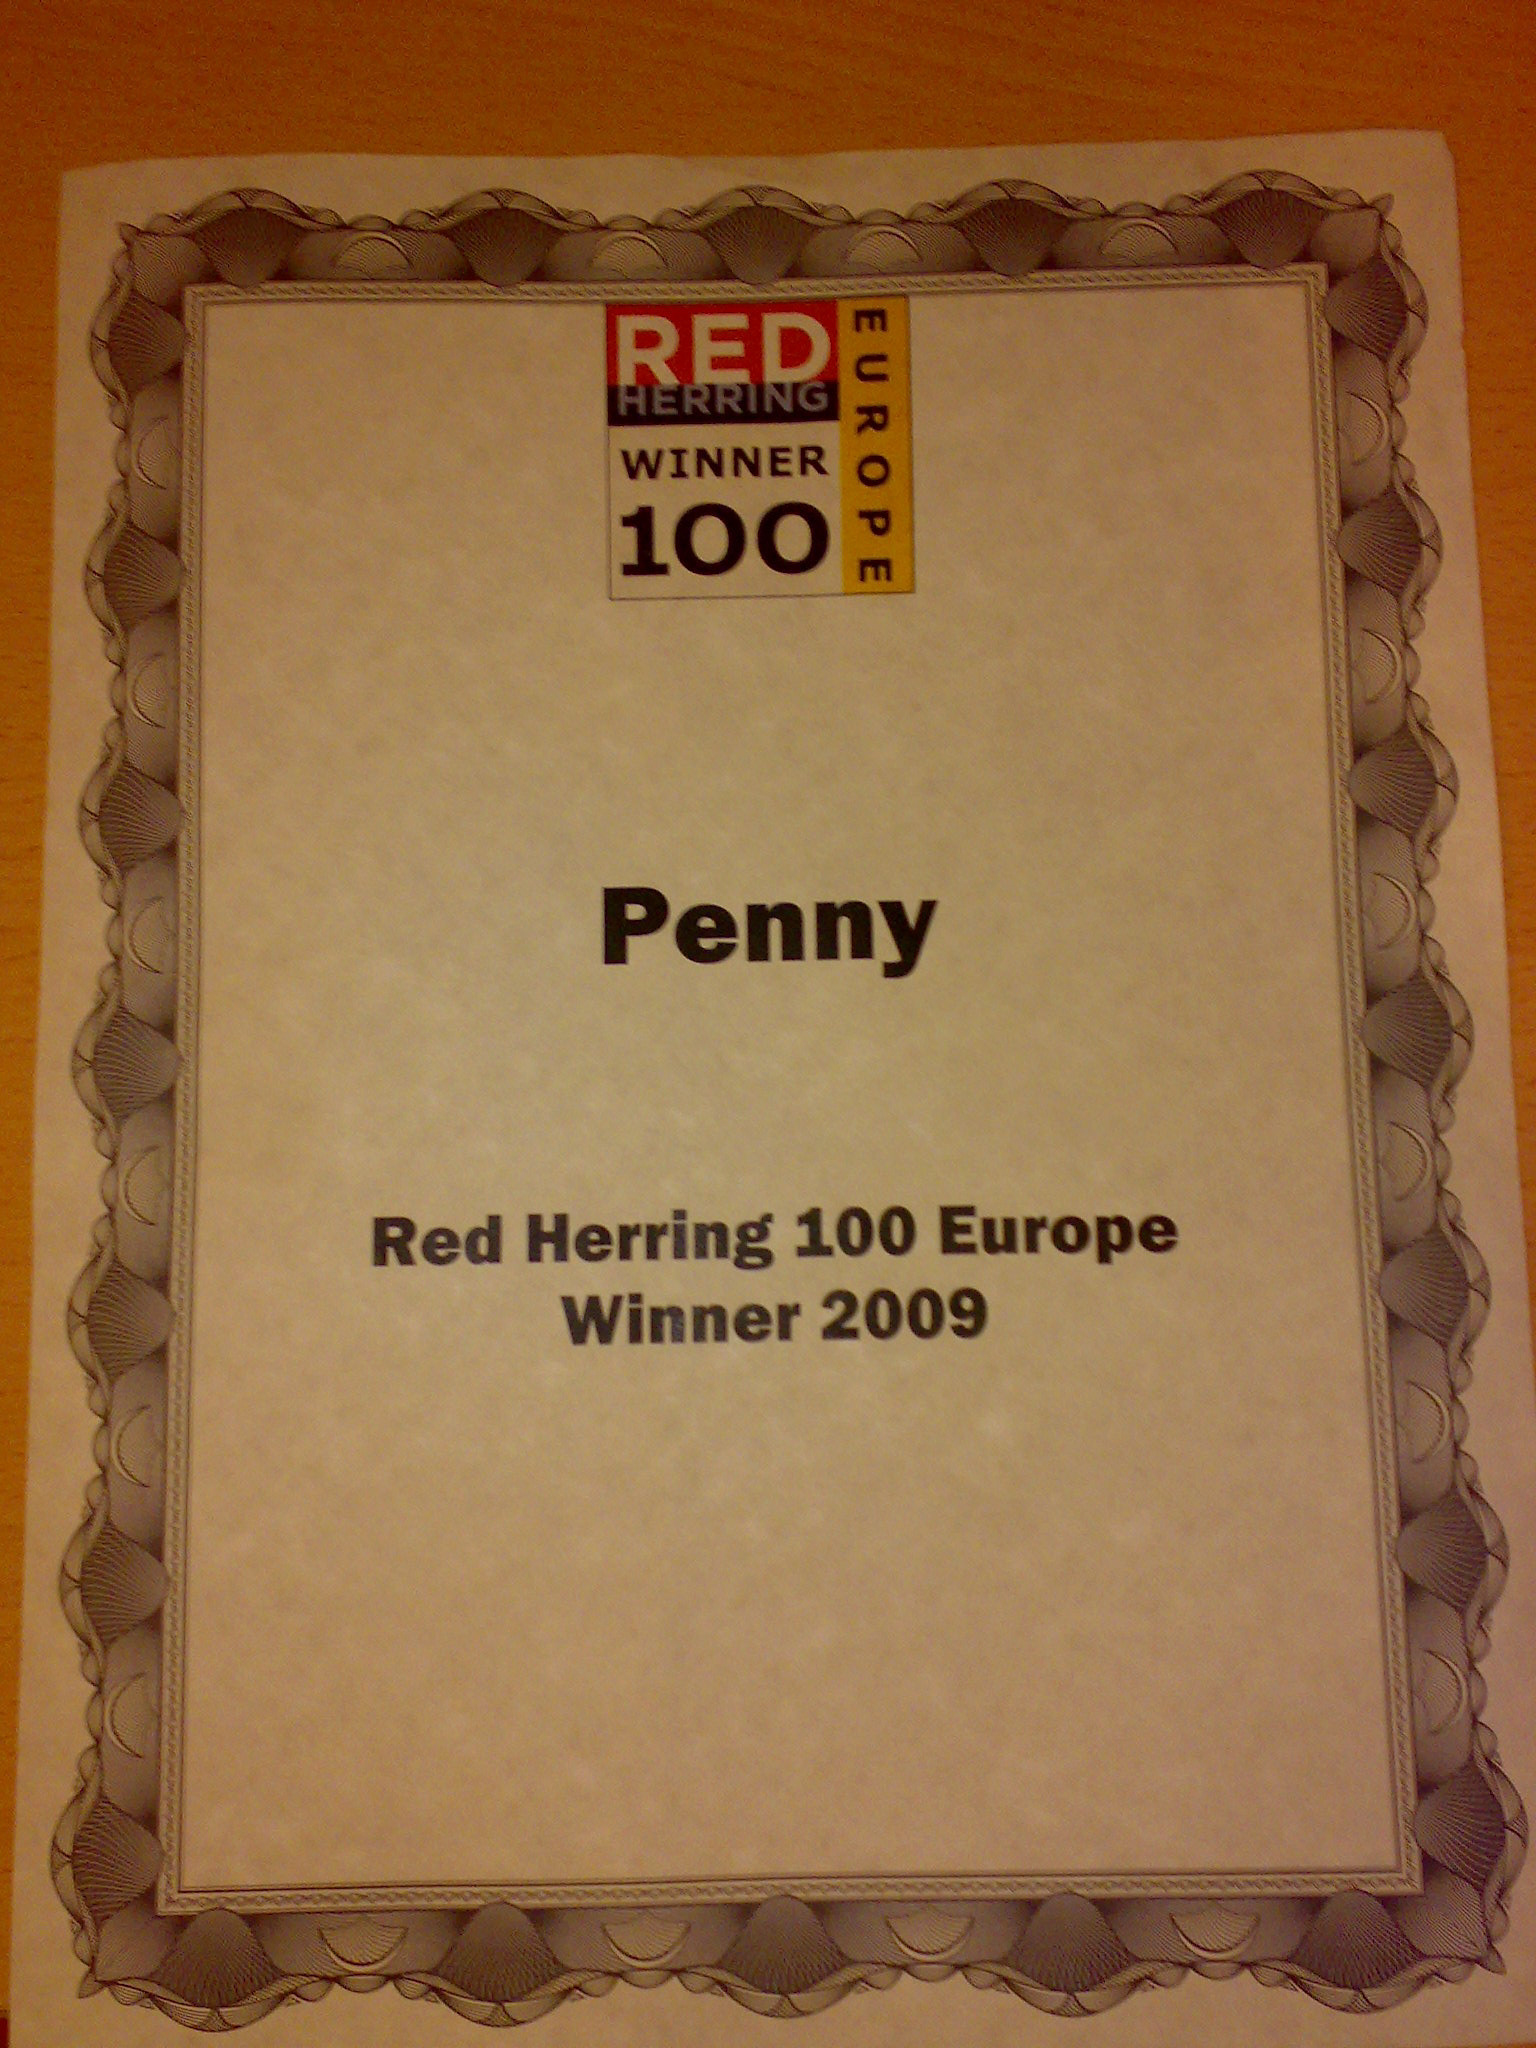 RED
HERRING
WINNER
100
EUROPE
Penny
Red Herring 100 Europe
Winner 2009